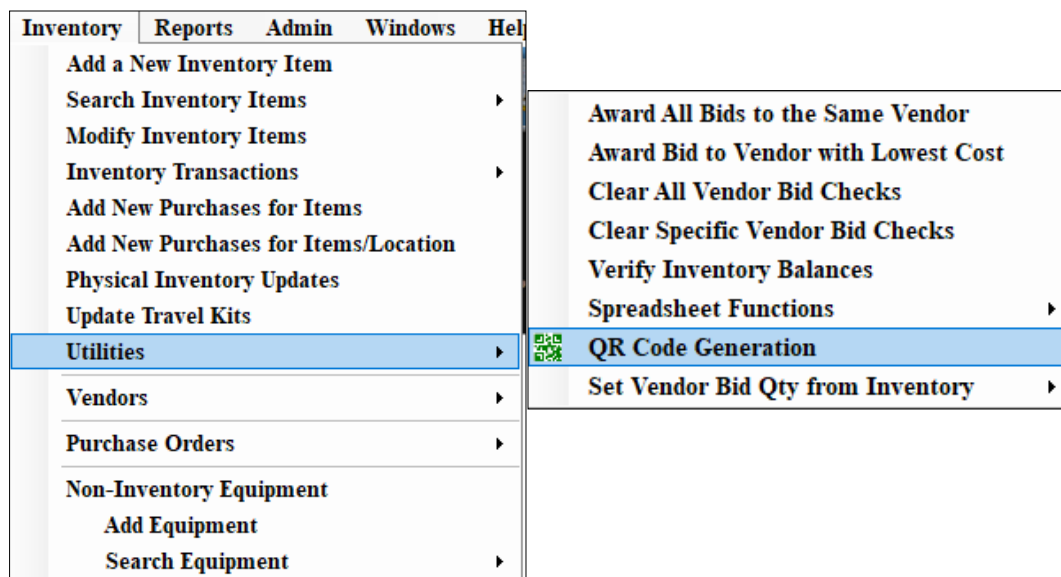 Inventory Reports Admin Windows
Add a New Inventory Item
Search Inventory Items
Modify Inventory Items
Inventory Transactions
Add New Purchases for Items
Add New Purchases for Items/Location
Physical Inventory Updates
Update Travel Kits
Utilities
Vendors
Purchase Orders
Non-Inventory Equipment
Add Equipment
Search Equipment
Award All Bids to the Same Vendor
Award Bid to Vendor with Lowest Cost
Clear All Vendor Bid Checks
Clear Specific Vendor Bid Checks
Verify Inventory Balances
Spreadsheet Functions
QR Code Generation
Set Vendor Bid Qty from Inventory